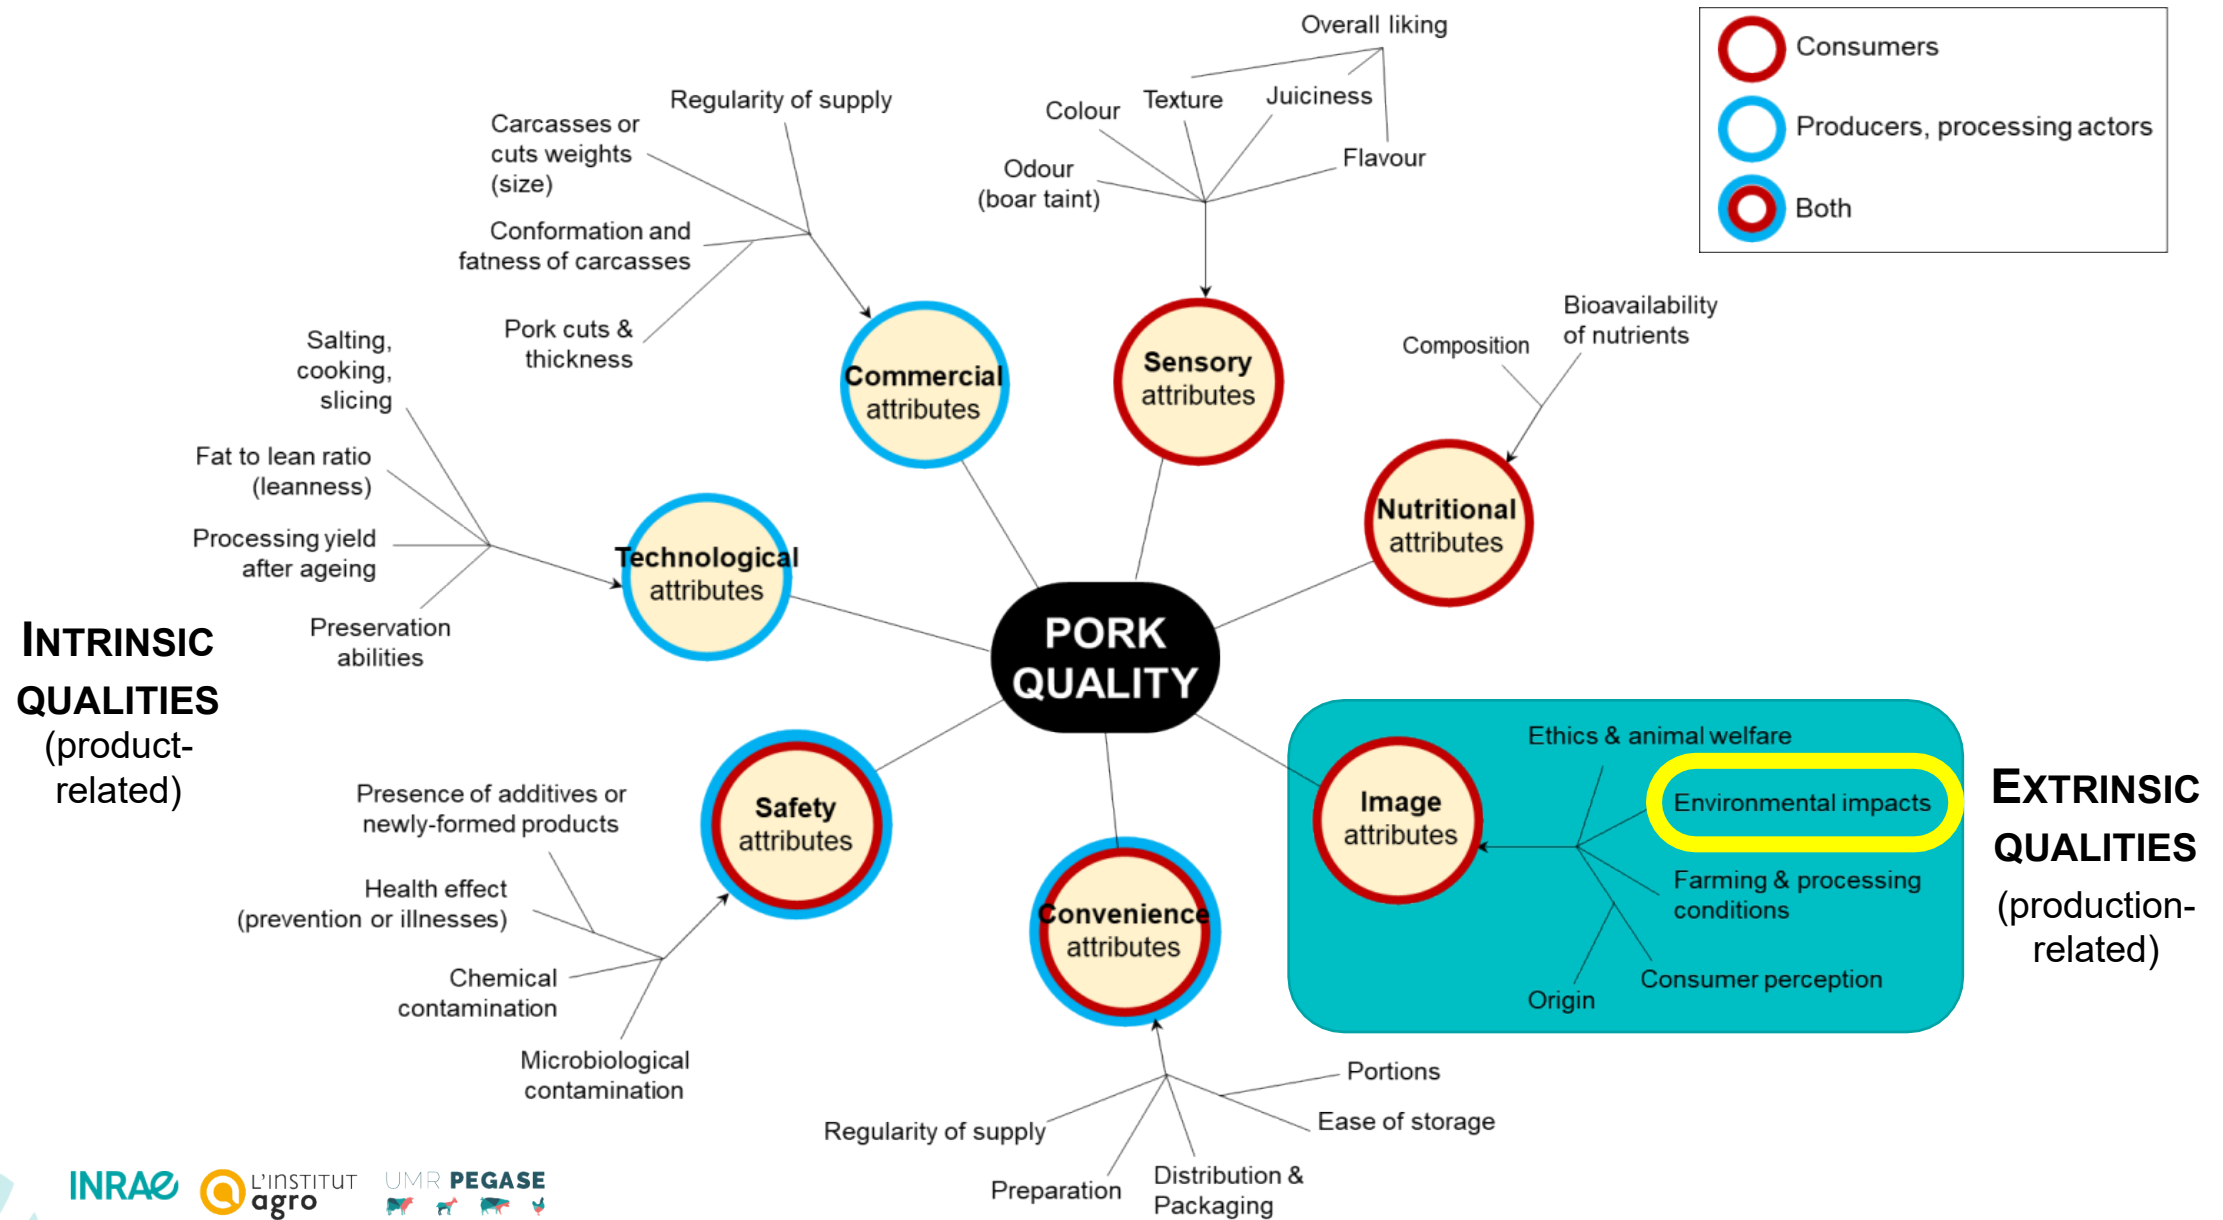 Overall liking
Consumers
Producers, processing actors
Both
Regularity of supply
Carcasses or
cuts weights
(size)
Conformation and
fatness of carcasses
Pork cuts &
thickness
Colour
Texture
Juiciness
Odour
(boar taint)
Flavour
Bioavailability
of nutrients
Composition
Salting,
cooking,
slicing
Fat to lean ratio
(leanness)
Processing yield
after ageing
Preservation
abilities
Commercial
attributes
Sensory
attributes
Nutritional
attributes
Technological
attributes
INTRINSIC
QUALITIES
(product-
related)
PORK
QUALITY
Safety
attributes
Presence of additives or
newly-formed products
Health effect
(prevention or illnesses)
Chemical
contamination
Microbiological
contamination
Convenience
attributes
Portions
Ease of storage
Regularity of supply
Preparation
Distribution &
Packaging
Image
attributes
Ethics & animal welfare
Environmental impacts
Farming & processing
conditions
Consumer perception
Origin
EXTRINSIC
QUALITIES
(production-
related)
INRAE
L'INSTITUT
agro
UMR PEGASE